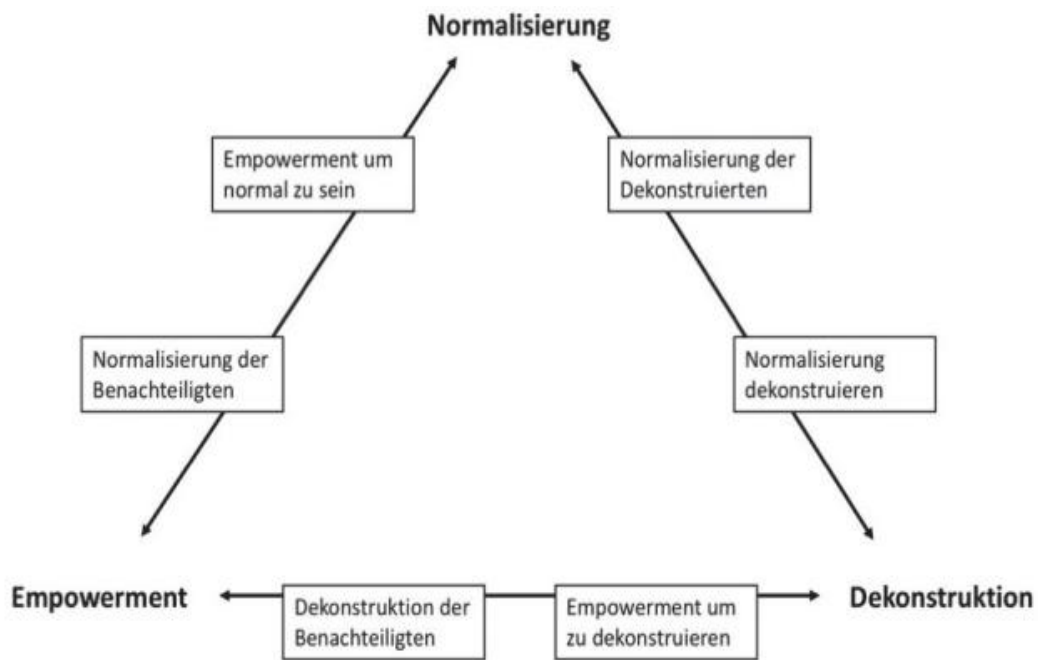 Normalisierung
Empowerment um
normal zu sein
Normalisierung der
Dekonstruierten
Normalisierung der
Benachteiligten
Normalisierung
dekonstruieren
Empowerment
Dekonstruktion der
Benachteiligten
Empowerment um
zu dekonstruieren
Dekonstruktion